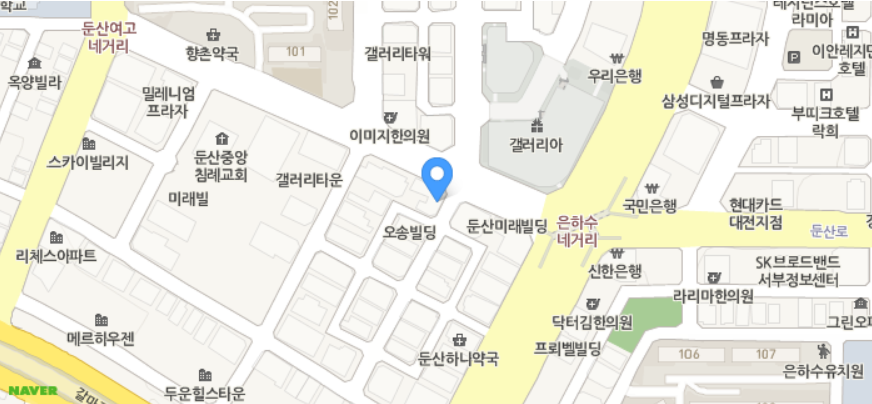 학교
둔산여고
네거리
향촌약국
101
102
갤러리타워
우리은행
명동프라자
라미아
이안레지던
호텔
옥양빌라
밀레니엄
프라자
이미지한의원
갤러리아
삼성디지털프라자
부띠크호텔
락희
스카이빌리지
둔산중앙
침례교회
갤러리타운
미래빌
오송빌딩
둔산미래빌딩
은하수
네거리
국민은행
현대카드
대전지점
둔산로
리체스아파트
신한은행
SK브로드밴드
서부정보센터
라리마한의원
메르히우젠
닥터김한의원
그린오피
둔산하나약국
프뢰벨빌딩
106
107
은하수유치원
두운힐스티운
NAVER
갈마